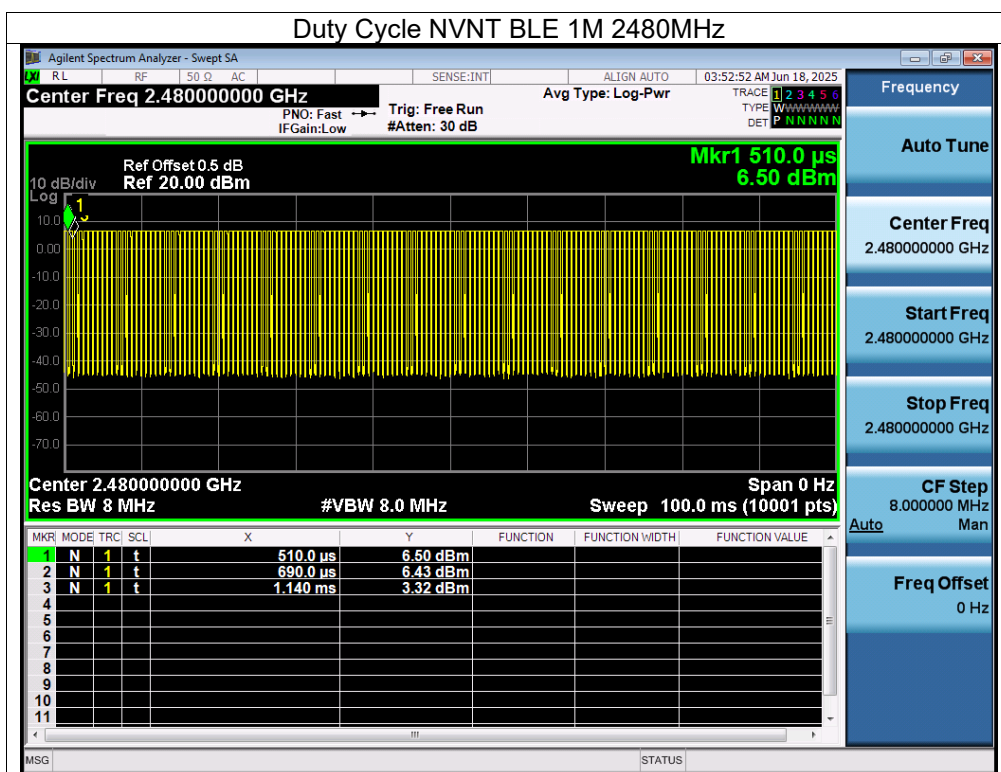 Duty Cycle NVNT BLE 1M 2480MHz
Agilent Spectrum Analyzer - Swept SA
LXI RL RF 50 Ω AC SENSE:INT ALIGN AUTO 03:52:52 AM Jun 18, 2025
Center Freq 2.480000000 GHz
PNO: Fast
IFGain:Low
Trig: Free Run
#Atten: 30 dB
Avg Type: Log-Pwr
TRACE 1 2 3 4 5 6
TYPE WWWWWW
DET P N N N N N
Ref Offset 0.5 dB
Ref 20.00 dBm
10 dB/div
Log
Mkr1 510.0 µs
6.50 dBm
1
10.0
0.00
-10.0
-20.0
-30.0
-40.0
-50.0
-60.0
-70.0
Center 2.480000000 GHz Span 0 Hz
Res BW 8 MHz #VBW 8.0 MHz Sweep 100.0 ms (10001 pts)
MKR MODE TRC SCL X Y FUNCTION FUNCTION WIDTH FUNCTION VALUE
1 N 1 t 510.0 µs 6.50 dBm
2 N 1 t 690.0 µs 6.43 dBm
3 N 1 t 1.140 ms 3.32 dBm
4
5
6
7
8
9
10
11
MSG STATUS
Frequency
Auto Tune
Center Freq
2.480000000 GHz
Start Freq
2.480000000 GHz
Stop Freq
2.480000000 GHz
CF Step
8.000000 MHz
Auto Man
Freq Offset
0 Hz